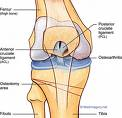 Femur
(thigh bone)
Posterior
cruciate
ligament
(PCL)
Anterior
cruciate
ligament
(ACL)
Osteoarthritis
Osteotomy
area
Fibula
Tibia